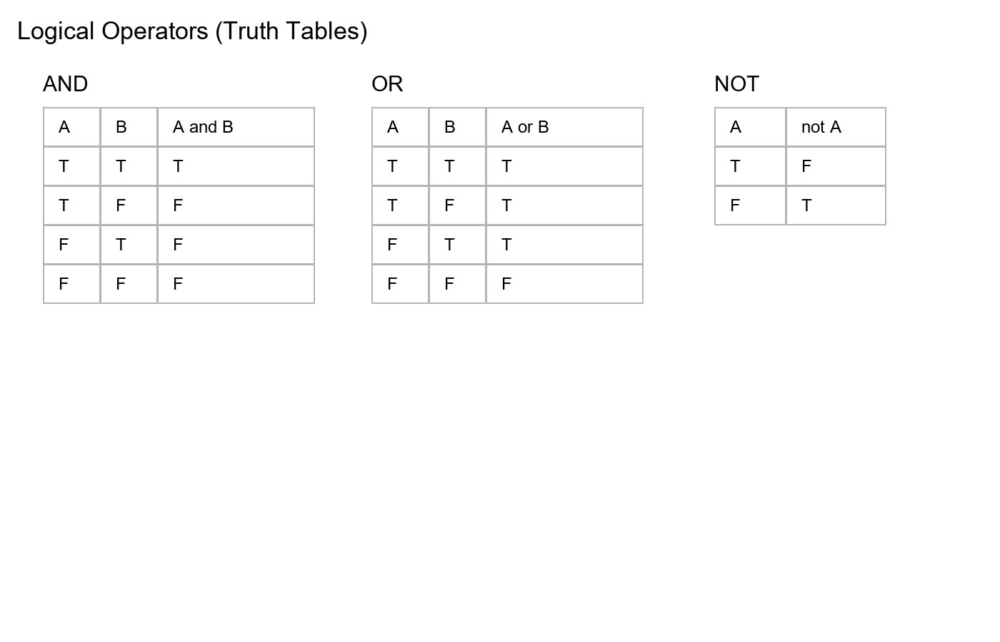 Logical Operators (Truth Tables)
AND
A B A and B
T T T
T F F
F T F
F F F
OR
A B A or B
T T T
T F T
F T T
F F F
NOT
A not A
T F
F T